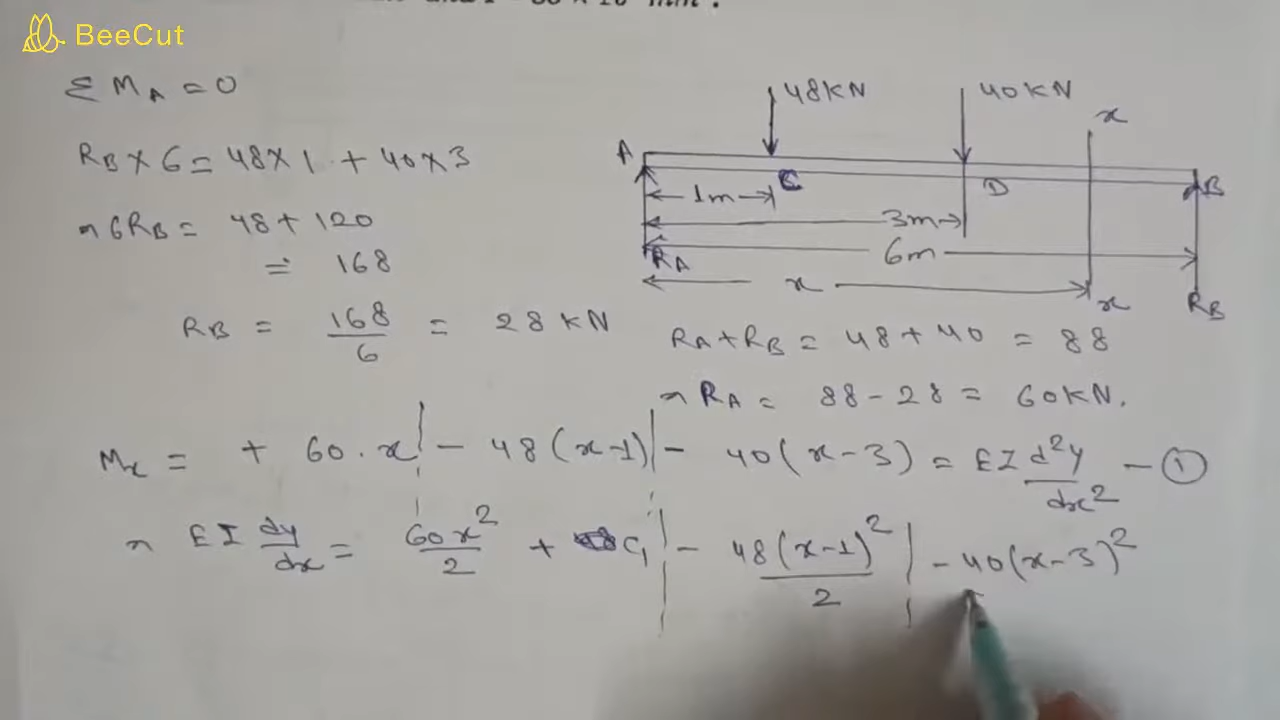 BeeCut
Σ M_A = 0
R_B × 6 = 48×1 + 40×3
6R_B = 48 + 120
= 168
R_B = 168/6 = 28 KN
48KN
40KN
x
A
C
D
B
1m
3m
6m
R_A
x
x
R_B
R_A + R_B = 48 + 40 = 88
R_A = 88 - 28 = 60KN.
M_x = + 60.x | - 48(x-1) | - 40(x-3) = EI d²y/dx² - ①
EI dy/dx = 60x²/2 + C₁ | - 48(x-1)²/2 | - 40(x-3)²